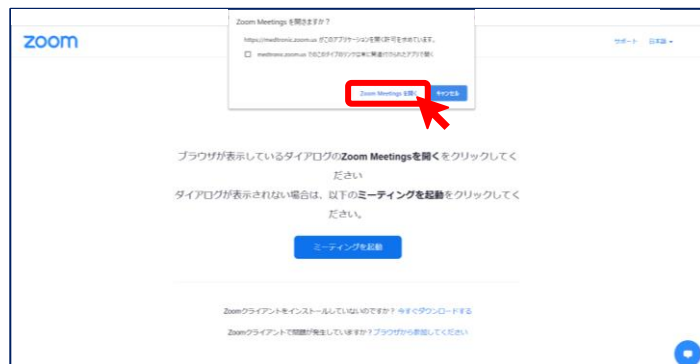 Zoom Meetings を開きますか？
https://medtronic.zoom.us がこのアプリケーションを開く許可を求めています。
medtronic.zoom.us でのこのタイプのリンクは常に関連付けられたアプリで開く
Zoom Meetings を開く キャンセル
zoom サポート 日本語
ブラウザが表示しているダイアログのZoom Meetingsを開くをクリックしてく
ださい
ダイアログが表示されない場合は、以下のミーティングを起動をクリックしてく
ださい。
ミーティングを起動
Zoomクライアントをインストールしていないのですか？ 今すぐダウンロードする
Zoomクライアントで問題が発生していますか？ブラウザから参加してください